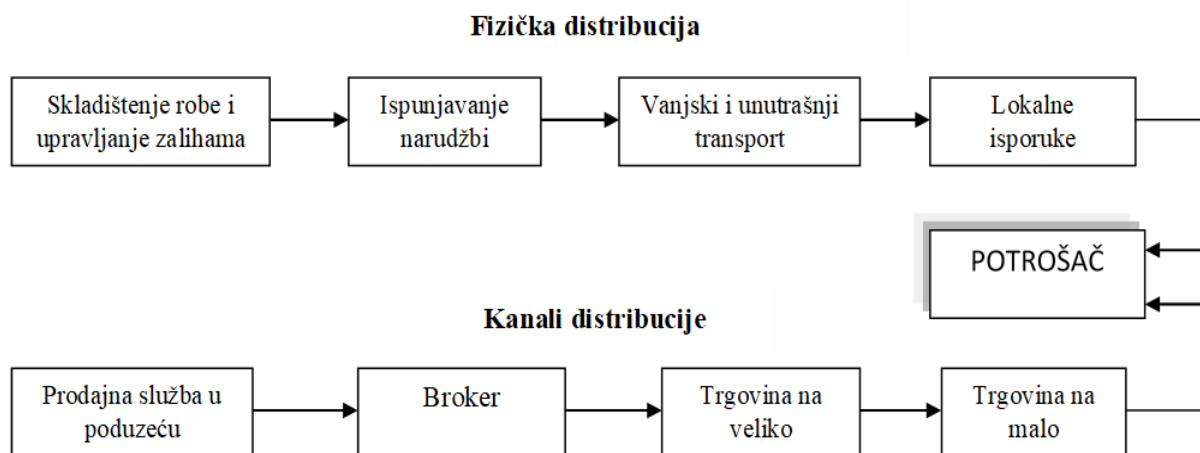 Fizička distribucija
Skladištenje robe i
upravljanje zalihama
Ispunjavanje
narudžbi
Vanjski i unutrašnji
transport
Lokalne
isporuke
POTROŠAČ
Kanali distribucije
Prodajna služba u
poduzeću
Broker
Trgovina na
veliko
Trgovina na
malo